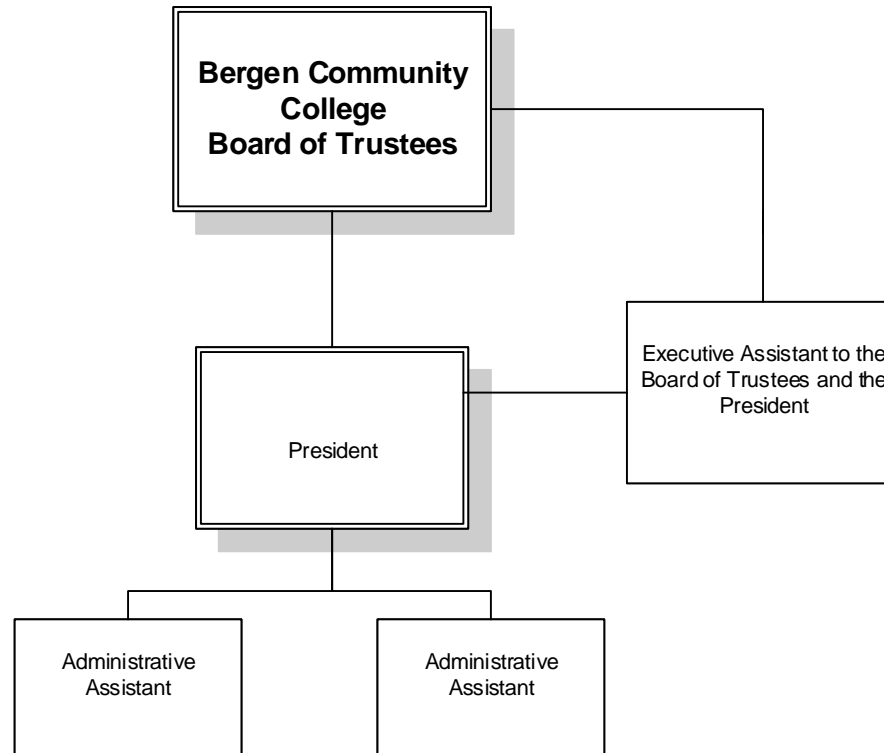 Bergen Community
College
Board of Trustees
Executive Assistant to the
Board of Trustees and the
President
President
Administrative
Assistant
Administrative
Assistant